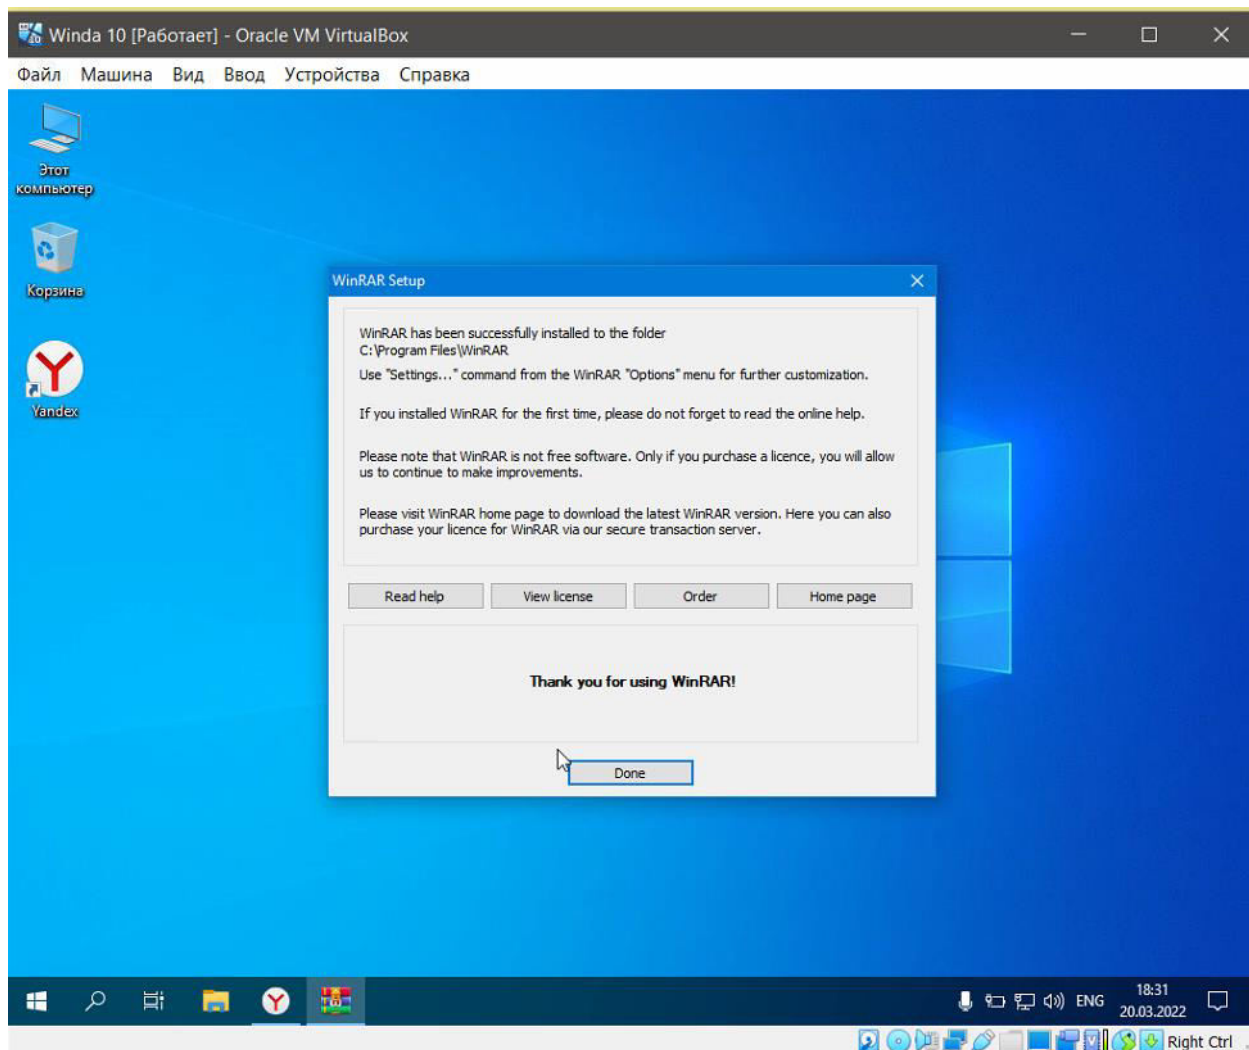 Winda 10 [Работает] - Oracle VM VirtualBox
Файл Машина Вид Ввод Устройства Справка
Этот
компьютер
Корзина
Yandex
WinRAR Setup
WinRAR has been successfully installed to the folder
C:\Program Files\WinRAR
Use "Settings..." command from the WinRAR "Options" menu for further customization.
If you installed WinRAR for the first time, please do not forget to read the online help.
Please note that WinRAR is not free software. Only if you purchase a licence, you will allow
us to continue to make improvements.
Please visit WinRAR home page to download the latest WinRAR version. Here you can also
purchase your licence for WinRAR via our secure transaction server.
Read help View license Order Home page
Thank you for using WinRAR!
Done
ENG
18:31
20.03.2022
Right Ctrl